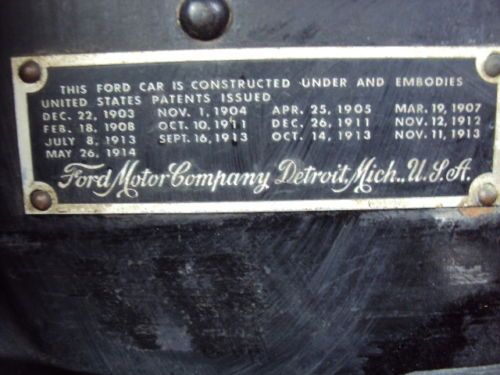 THIS FORD CAR IS CONSTRUCTED UNDER AND EMBODIES
UNITED STATES PATENTS ISSUED
DEC. 22, 1903 NOV. 1, 1904 APR. 25, 1905 MAR. 19, 1907
FEB. 18, 1908 OCT. 10, 1911 DEC. 26, 1911 NOV. 12, 1912
JULY 8, 1913 SEPT. 16, 1913 OCT. 14, 1913 NOV. 11, 1913
MAY 26, 1914
Ford Motor Company Detroit, Mich., U.S.A.